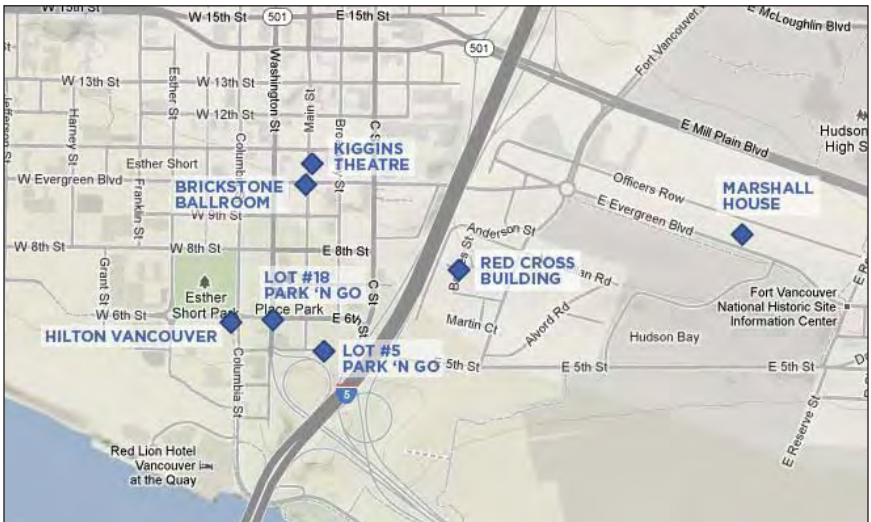 W 15th St
501
E 15th St
E McLoughlin Blvd
501
Fort Vancouver
W 13th St
Esther St
Washington St
Main St
W 12th St
C St
Jefferson St
Harney St
E Mill Plain Blvd
Hudson
High S
KIGGINS
THEATRE
Esther Short
W Evergreen Blvd
BRICKSTONE
BALLROOM
Officers Row
MARSHALL
HOUSE
Franklin St
W 9th St
E Evergreen Blvd
Anderson St
W 8th St
W 8th St
E 8th St
Grant St
LOT #18
PARK 'N GO
C St
RED CROSS
BUILDING
an Rd
Esther
Short Park
Place Park
W 6th St
E 6th St
Fort Vancouver
National Historic Site
Information Center
HILTON VANCOUVER
Martin Ct
Alvord Rd
Hudson Bay
LOT #5
PARK 'N GO
E 5th St
E 5th St
E 5th St
Columbia St
5
E Reserve St
Red Lion Hotel
Vancouver
at the Quay